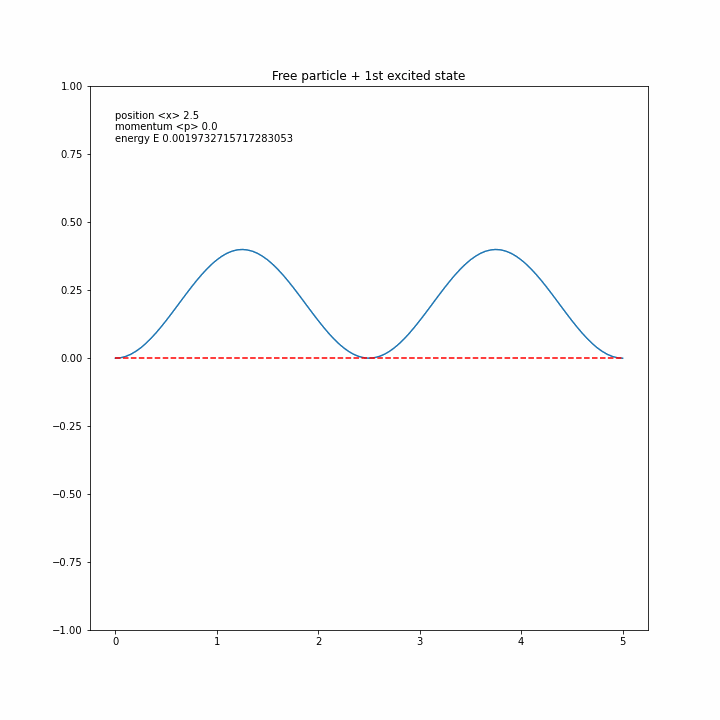 Free particle + 1st excited state
1.00
position <x> 2.5
momentum <p> 0.0
energy E 0.0019732715717283053
0.75
0.50
0.25
0.00
−0.25
−0.50
−0.75
−1.00
0 1 2 3 4 5